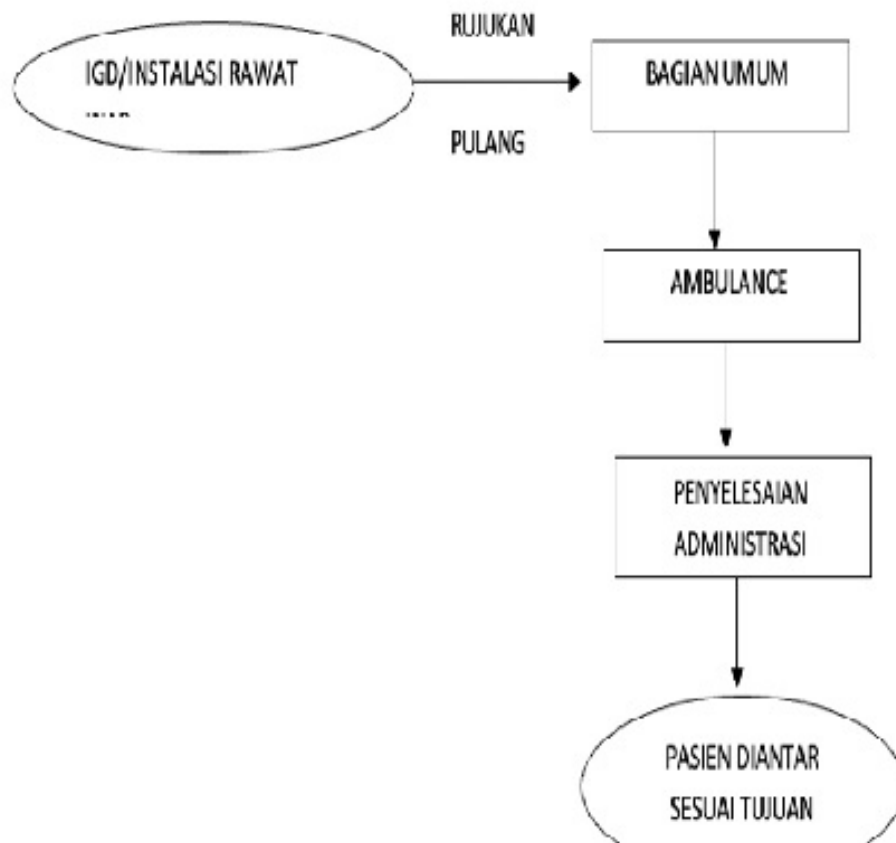 RUJUKAN
IGD/INSTALASI RAWAT
BAGIAN UMUM
PULANG
AMBULANCE
PENYELESAIAN
ADMINISTRASI
PASIEN DIANTAR
SESUAI TUJUAN